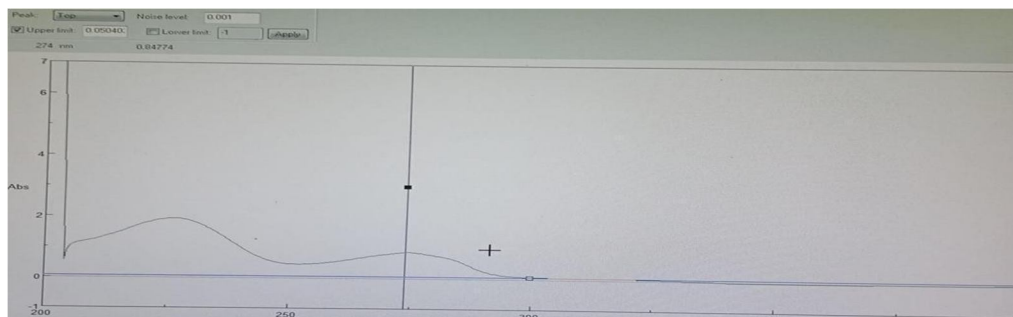 Peak: Top Noise level: 0.001
Upper limit: 0.05040. Lower limit: -1 Apply
274 nm 0.84774
7
6
4
Abs
2
0
-1
200 250 300